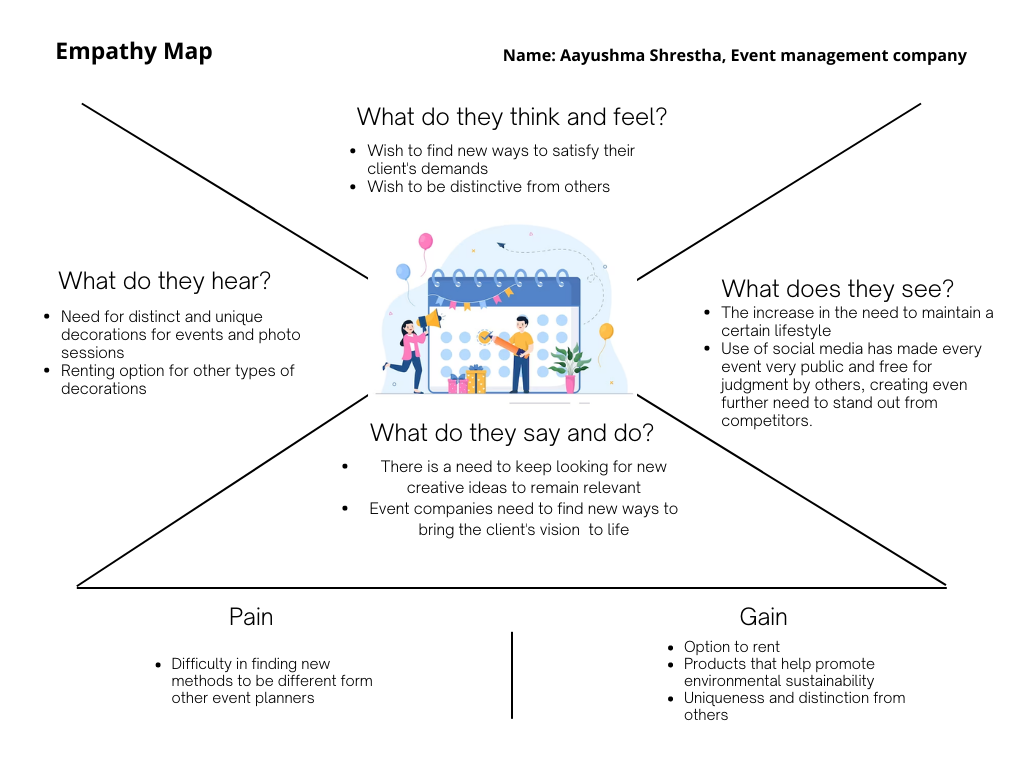 Empathy Map
Name: Aayushma Shrestha, Event management company
What do they think and feel?
• Wish to find new ways to satisfy their
client's demands
• Wish to be distinctive from others
What do they hear?
• Need for distinct and unique
decorations for events and photo
sessions
• Renting option for other types of
decorations
What does they see?
• The increase in the need to maintain a
certain lifestyle
• Use of social media has made every
event very public and free for
judgment by others, creating even
further need to stand out from
competitors.
What do they say and do?
• There is a need to keep looking for new
creative ideas to remain relevant
• Event companies need to find new ways to
bring the client's vision  to life
Pain
• Difficulty in finding new
methods to be different form
other event planners
Gain
• Option to rent
• Products that help promote
environmental sustainability
• Uniqueness and distinction from
others